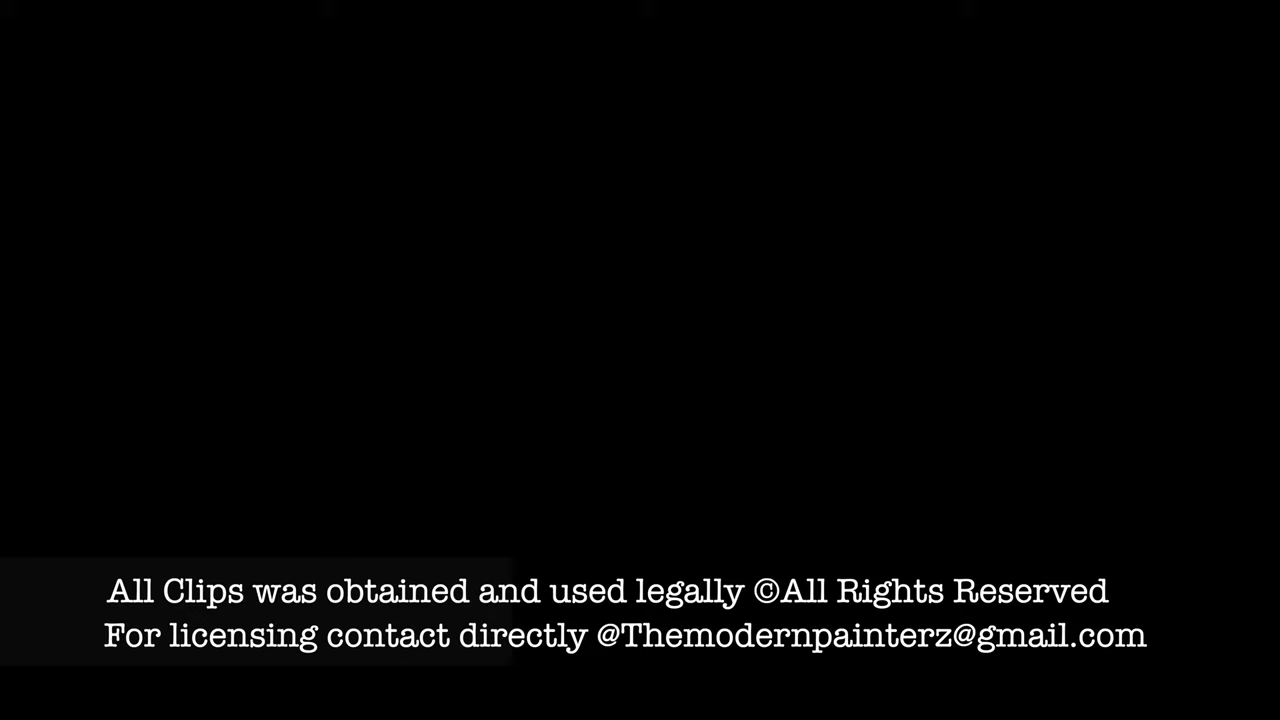 All Clips was obtained and used legally ©All Rights Reserved
For licensing contact directly @Themodernpainterz@gmail.com